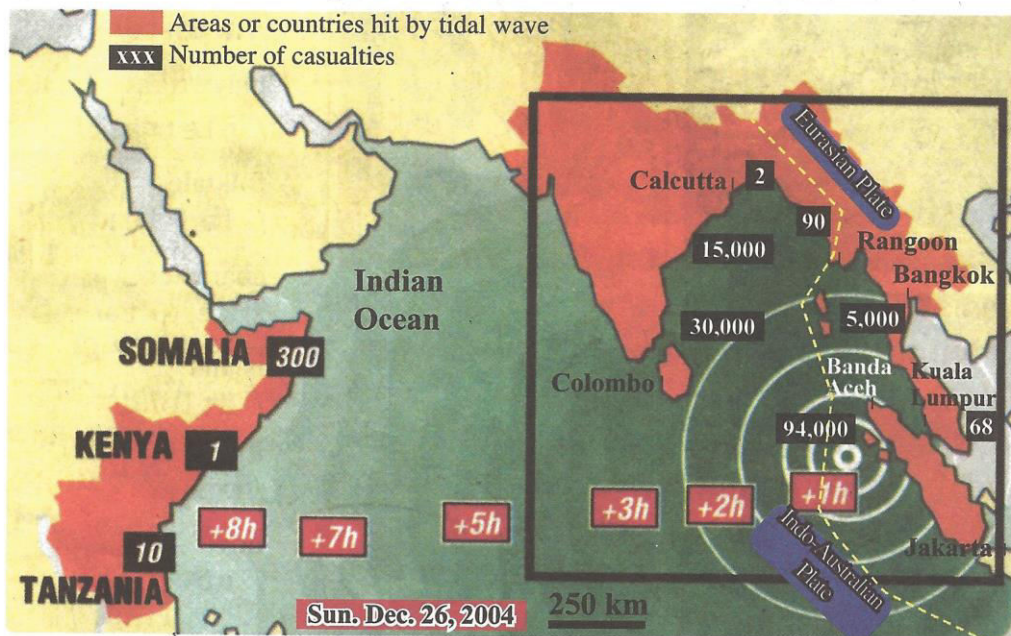 Areas or countries hit by tidal wave
xxx Number of casualties
Eurasian Plate
Calcutta
2
90
Rangoon
15,000
Bangkok
Indian
Ocean
30,000
5,000
SOMALIA 300
Banda
Aceh
Kuala
Lumpur
Colombo
KENYA 1
94,000
68
+8h
+7h
+5h
+3h
+2h
+1h
10
TANZANIA
Indo-Australian
Plate
Jakarta
Sun. Dec. 26, 2004
250 km